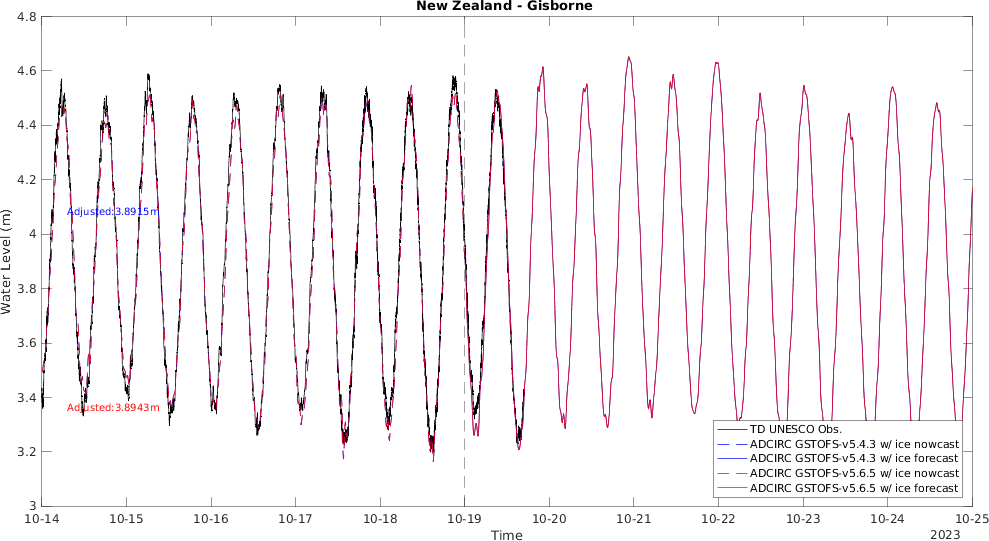 New Zealand - Gisborne
4.8
4.6
4.4
4.2
4
3.8
3.6
3.4
3.2
3
Water Level (m)
Adjusted:3.8915m
Adjusted:3.8943m
TD UNESCO Obs.
ADCIRC GSTOFS-v5.4.3 w/ ice nowcast
ADCIRC GSTOFS-v5.4.3 w/ ice forecast
ADCIRC GSTOFS-v5.6.5 w/ ice nowcast
ADCIRC GSTOFS-v5.6.5 w/ ice forecast
10-14 10-15 10-16 10-17 10-18 10-19 10-20 10-21 10-22 10-23 10-24 10-25
Time
2023